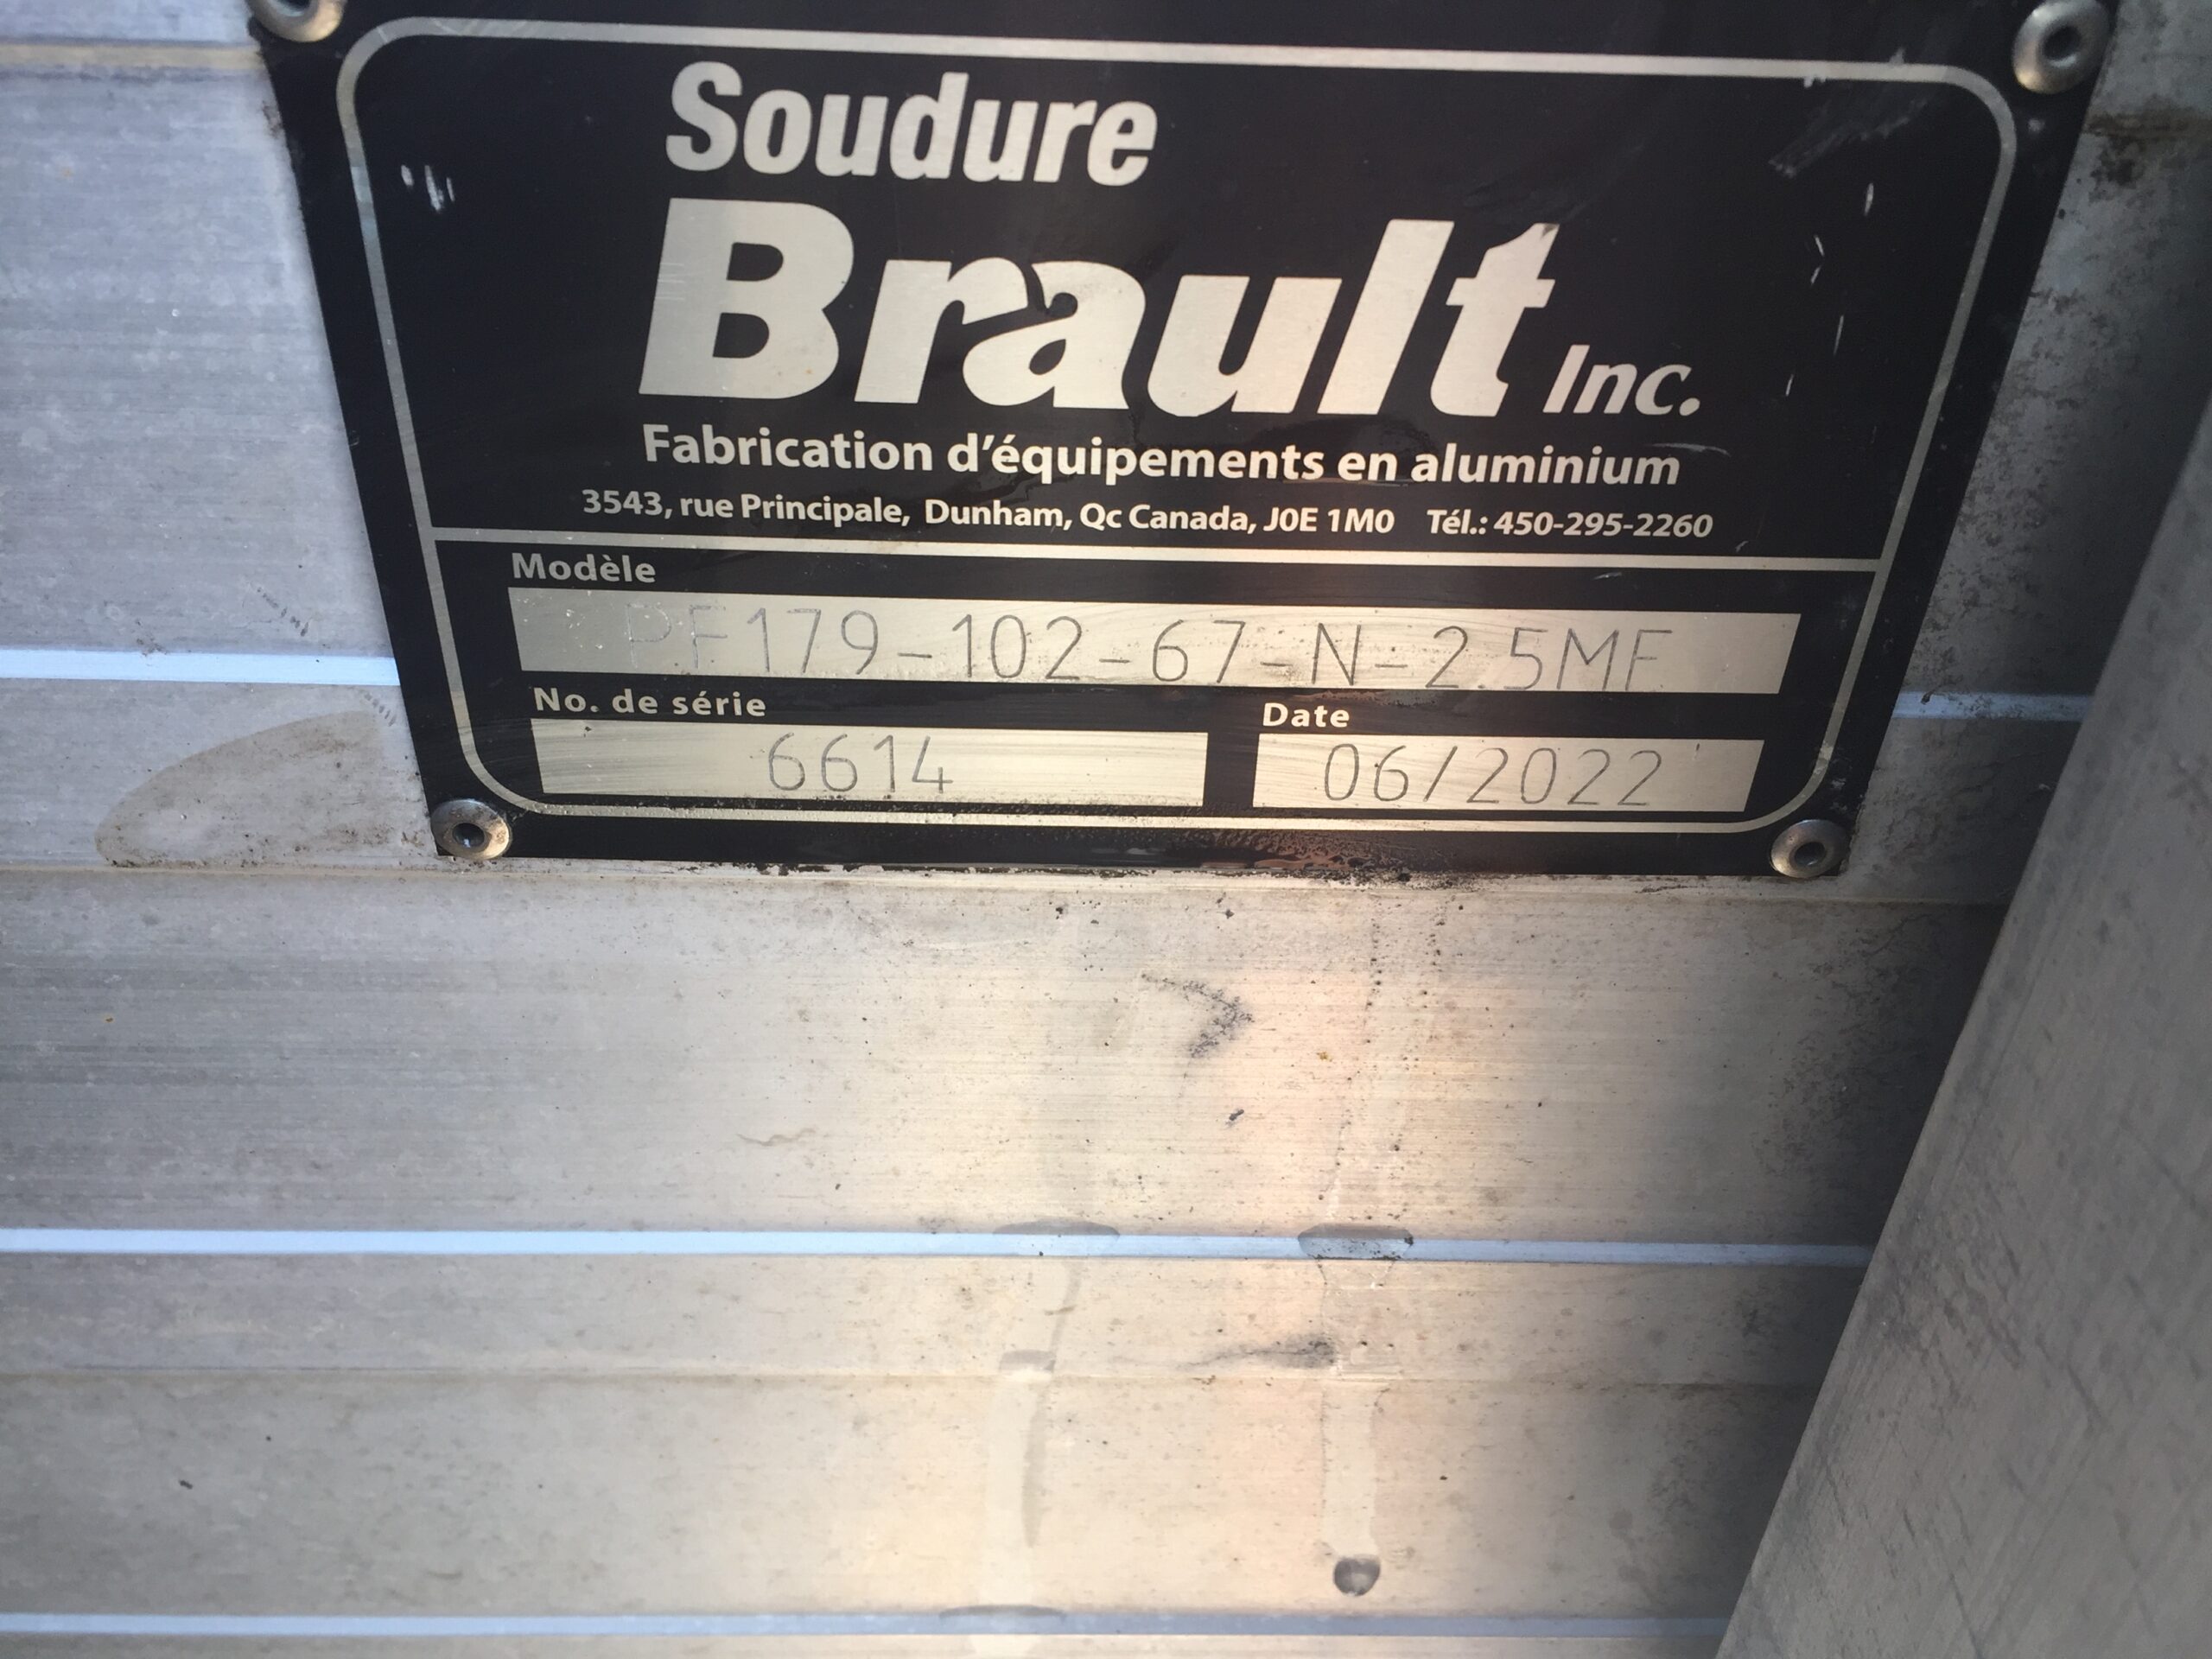 Soudure
Brault Inc.
Fabrication d'équipements en aluminium
3543, rue Principale, Dunham, Qc Canada, J0E 1M0 Tél.: 450-295-2260
Modèle
PF179-102-67-N-2.5MF
No. de série
Date
6614
06/2022